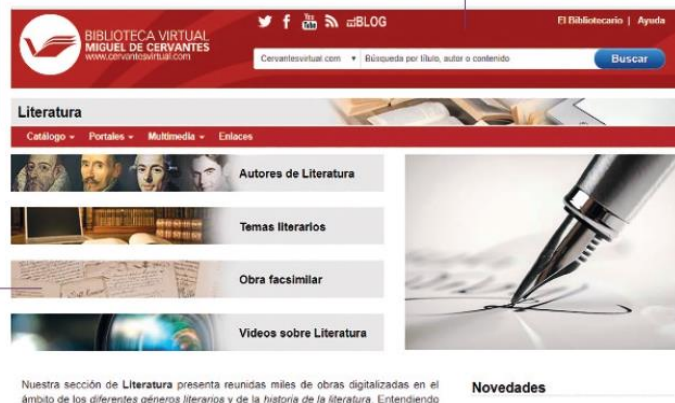 BIBLIOTECA VIRTUAL
MIGUEL DE CERVANTES
www.cervantesvirtual.com
You Tube BLOG
El Bibliotecario | Ayuda
Cervantesvirtual.com Búsqueda por título, autor o contenido Buscar
Literatura
Catálogo Portales Multimedia Enlaces
Autores de Literatura
Temas literarios
Obra facsimilar
Videos sobre Literatura
Nuestra sección de Literatura presenta reunidas miles de obras digitalizadas en el
ámbito de los diferentes géneros literarios y de la historia de la literatura. Entendiendo
Novedades